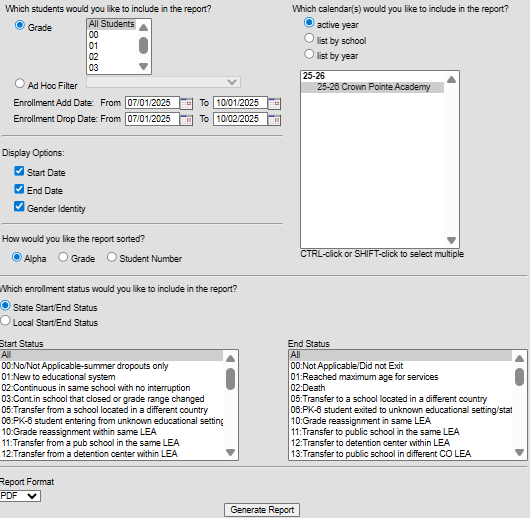 Which students would you like to include in the report?
Grade
All Students
00
01
02
03
Ad Hoc Filter
Enrollment Add Date: From 07/01/2025 To 10/01/2025
Enrollment Drop Date: From 07/01/2025 To 10/02/2025
Display Options:
Start Date
End Date
Gender Identity
How would you like the report sorted?
Alpha Grade Student Number
Which calendar(s) would you like to include in the report?
active year
list by school
list by year
25-26
25-26 Crown Pointe Academy
CTRL-click or SHIFT-click to select multiple
Which enrollment status would you like to include in the report?
State Start/End Status
Local Start/End Status
Start Status
All
00:No/Not Applicable-summer dropouts only
01:New to educational system
02:Continuous in same school with no interruption
03:Cont.in school that closed or grade range changed
05:Transfer from a school located in a different country
06:PK-6 student entering from unknown educational setting
10:Grade reassignment within same LEA
11:Transfer from a pub school in the same LEA
12:Transfer from a detention center within LEA
End Status
All
00:Not Applicable/Did not Exit
01:Reached maximum age for services
02:Death
05:Transfer to a school located in a different country
06:PK-6 student exited to unknown educational setting/stat
10:Grade reassignment in same LEA
11:Transfer to public school in the same LEA
12:Transfer to detention center within LEA
13:Transfer to public school in different CO LEA
Report Format
PDF
Generate Report